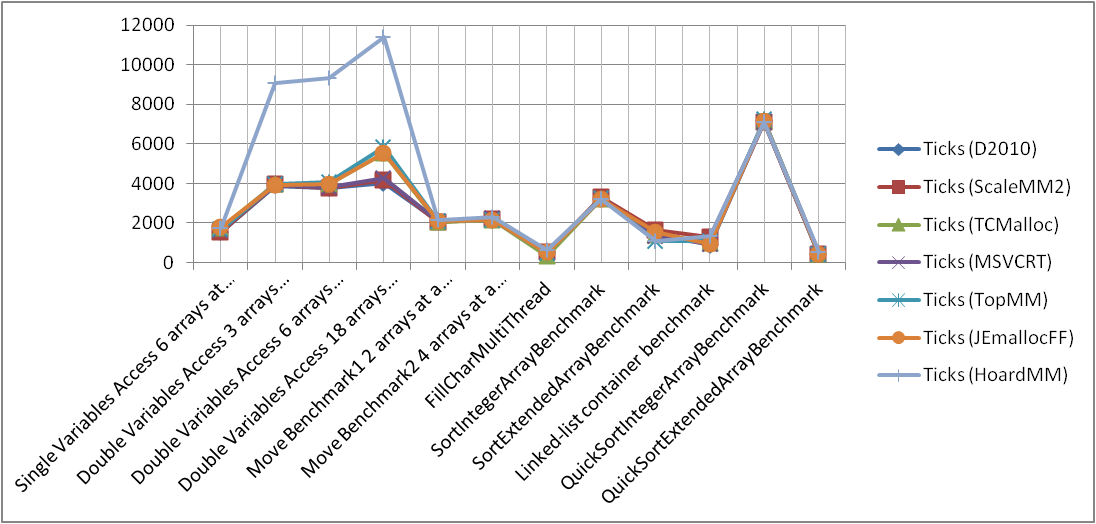 12000
10000
8000
6000
4000
2000
0
Single Variables Access 6 arrays at...
Double Variables Access 3 arrays...
Double Variables Access 6 arrays...
Double Variables Access 18 arrays...
Move Benchmark1 2 arrays at a...
Move Benchmark2 4 arrays at a...
FillCharMultiThread
SortIntegerArrayBenchmark
SortExtendedArrayBenchmark
Linked-list container benchmark
QuickSortIntegerArrayBenchmark
QuickSortExtendedArrayBenchmark
Ticks (D2010)
Ticks (ScaleMM2)
Ticks (TCMalloc)
Ticks (MSVCRT)
Ticks (TopMM)
Ticks (JEmallocFF)
Ticks (HoardMM)